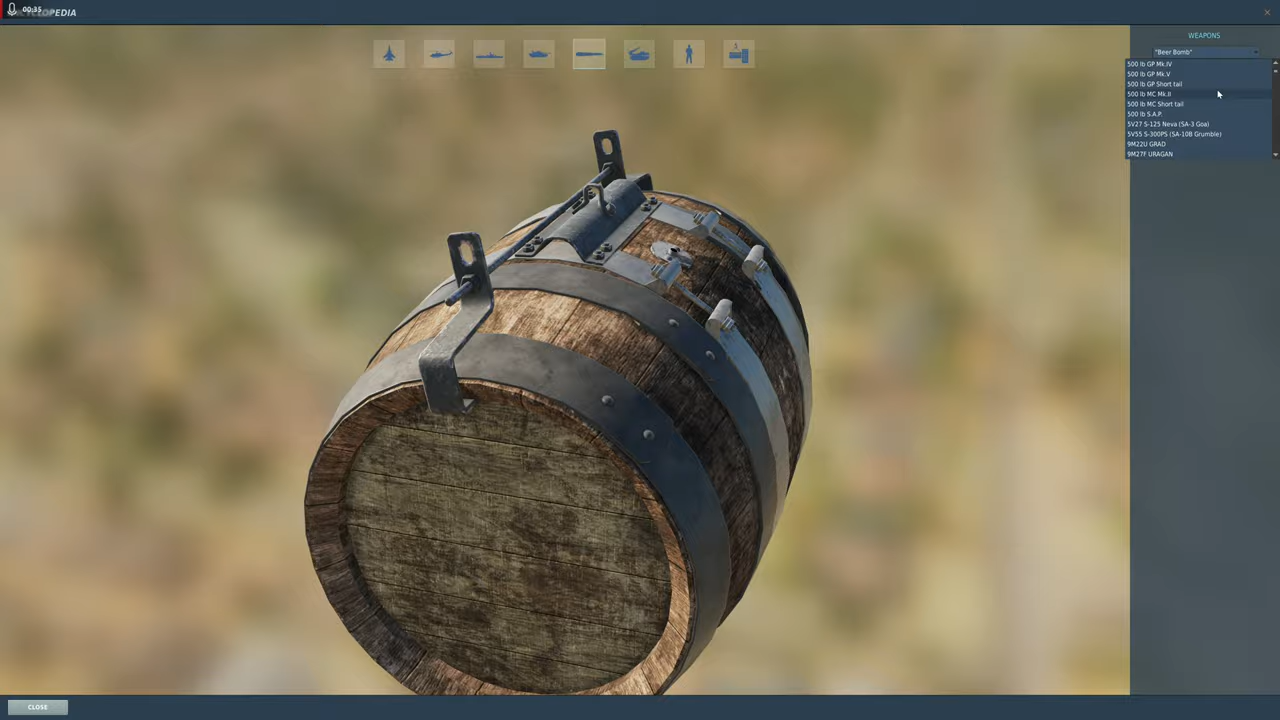 00:35
PEDIA
WEAPONS
"Beer Bomb"
500 lb GP Mk.IV
500 lb GP Mk.V
500 lb GP Short tail
500 lb MC Mk.II
500 lb MC Short tail
500 lb S.A.P.
5V27 S-125 Neva (SA-3 Goa)
5V55 S-300PS (SA-10B Grumble)
9M22U GRAD
9M27F URAGAN
CLOSE